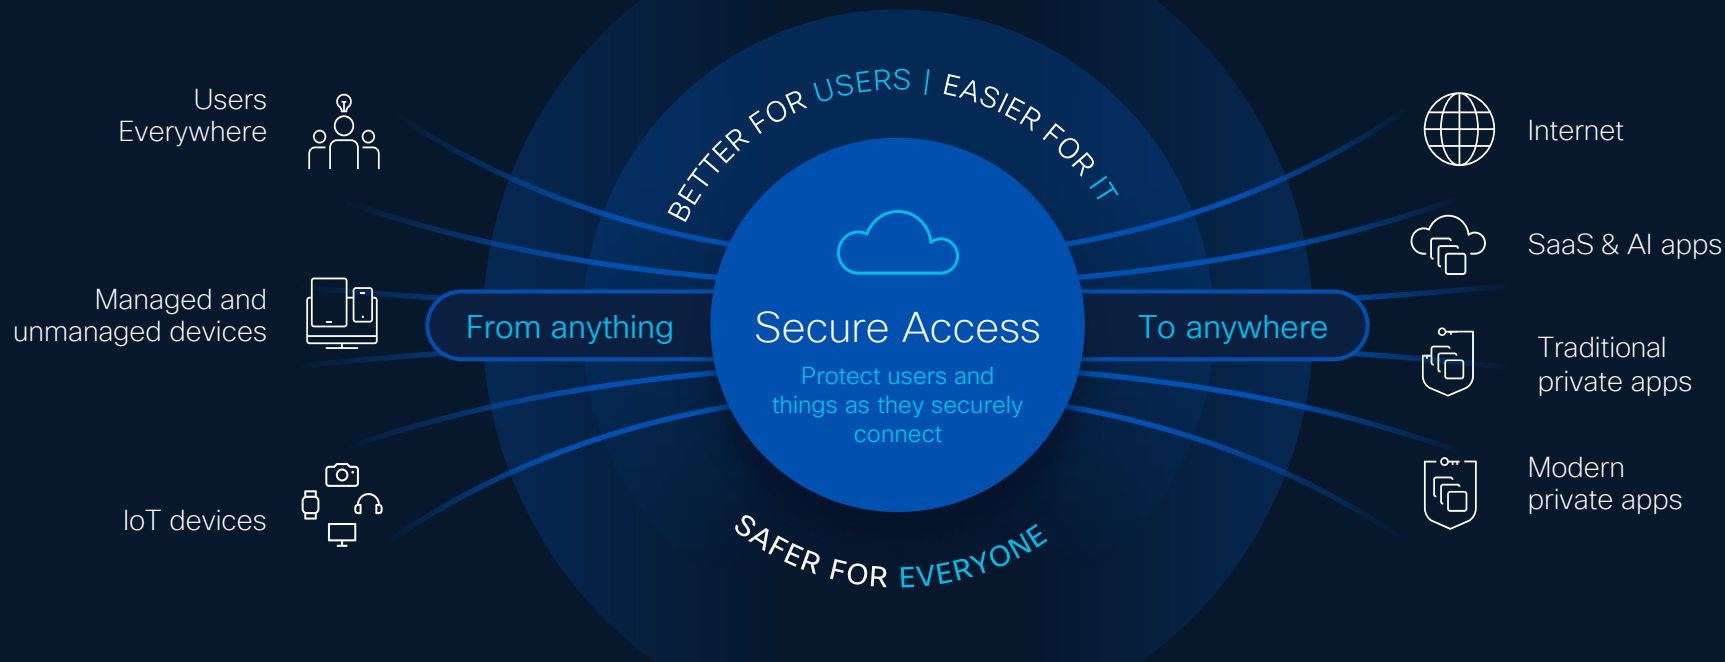 Users
Everywhere
Managed and
unmanaged devices
IoT devices
BETTER FOR USERS | EASIER FOR IT
From anything
Secure Access
Protect users and
things as they securely
connect
To anywhere
SAFER FOR EVERYONE
Internet
SaaS & AI apps
Traditional
private apps
Modern
private apps